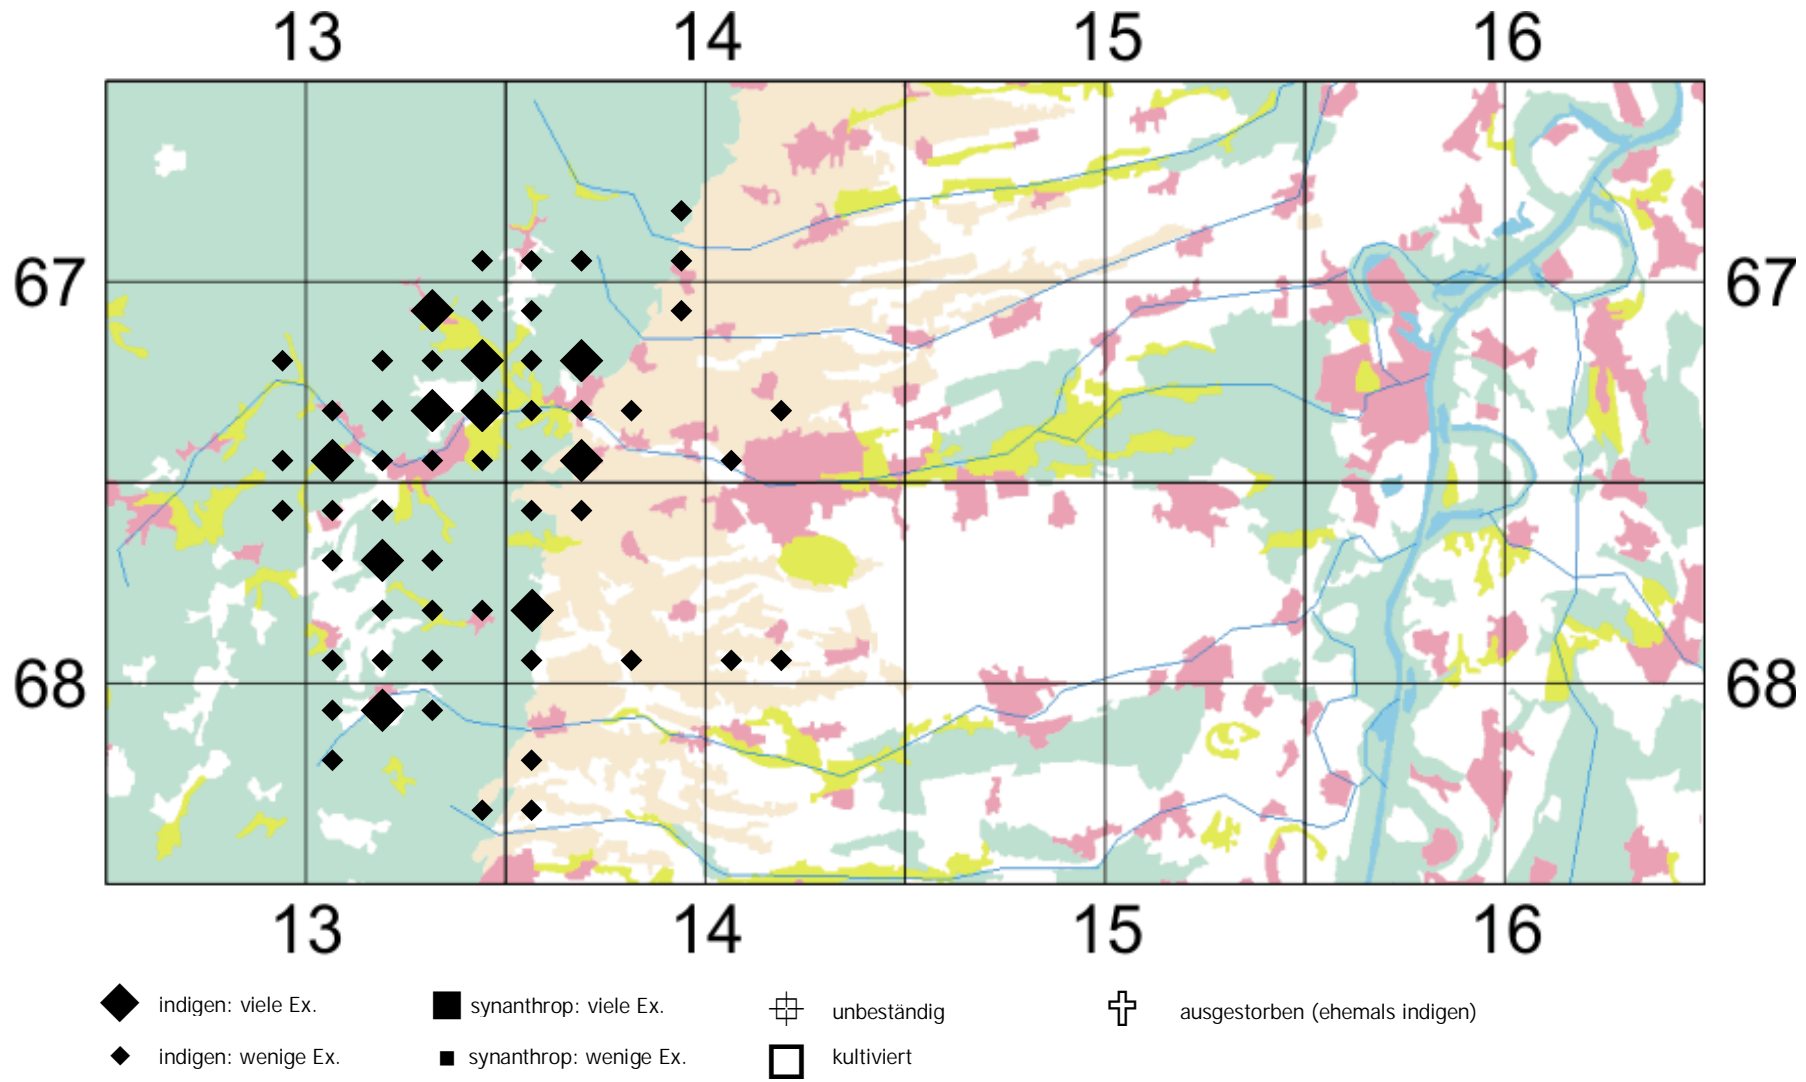 13 14 15 16
67 67
68 68
13 14 15 16
indigen: viele Ex. synanthrop: viele Ex. unbeständig ausgestorben (ehemals indigen)
indigen: wenige Ex. synanthrop: wenige Ex. kultiviert